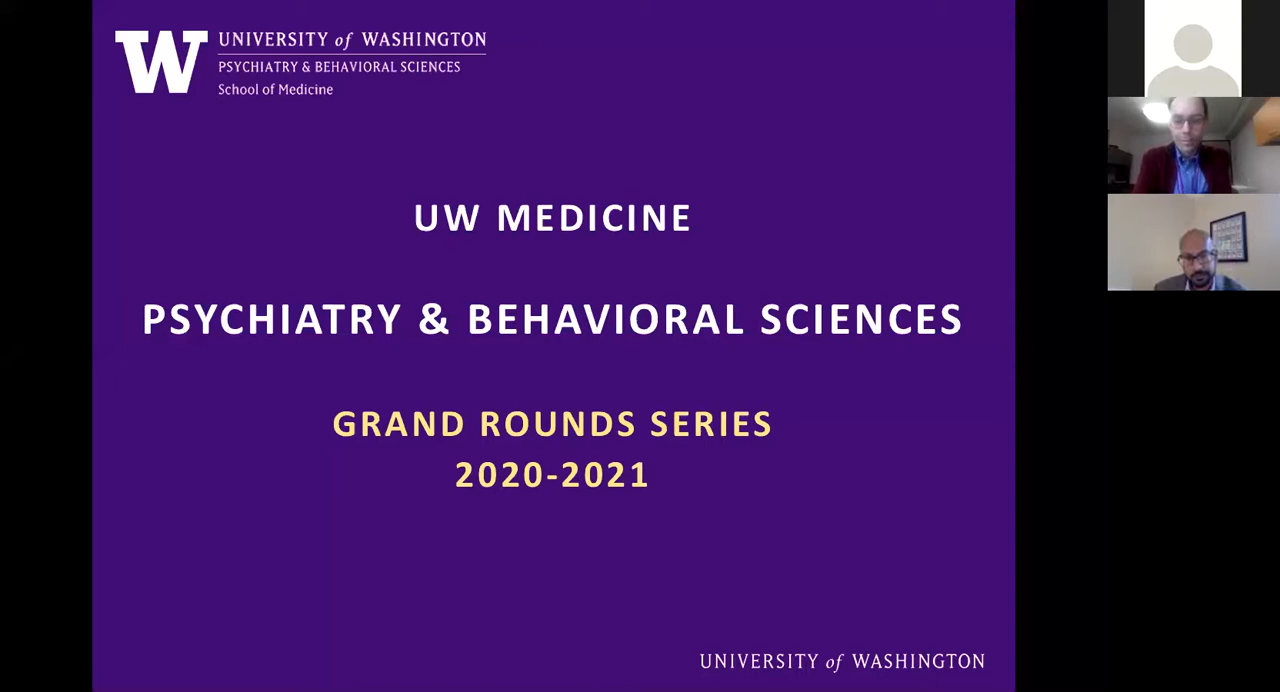 W
UNIVERSITY of WASHINGTON
PSYCHIATRY & BEHAVIORAL SCIENCES
School of Medicine
UW MEDICINE
PSYCHIATRY & BEHAVIORAL SCIENCES
GRAND ROUNDS SERIES
2020-2021
UNIVERSITY of WASHINGTON